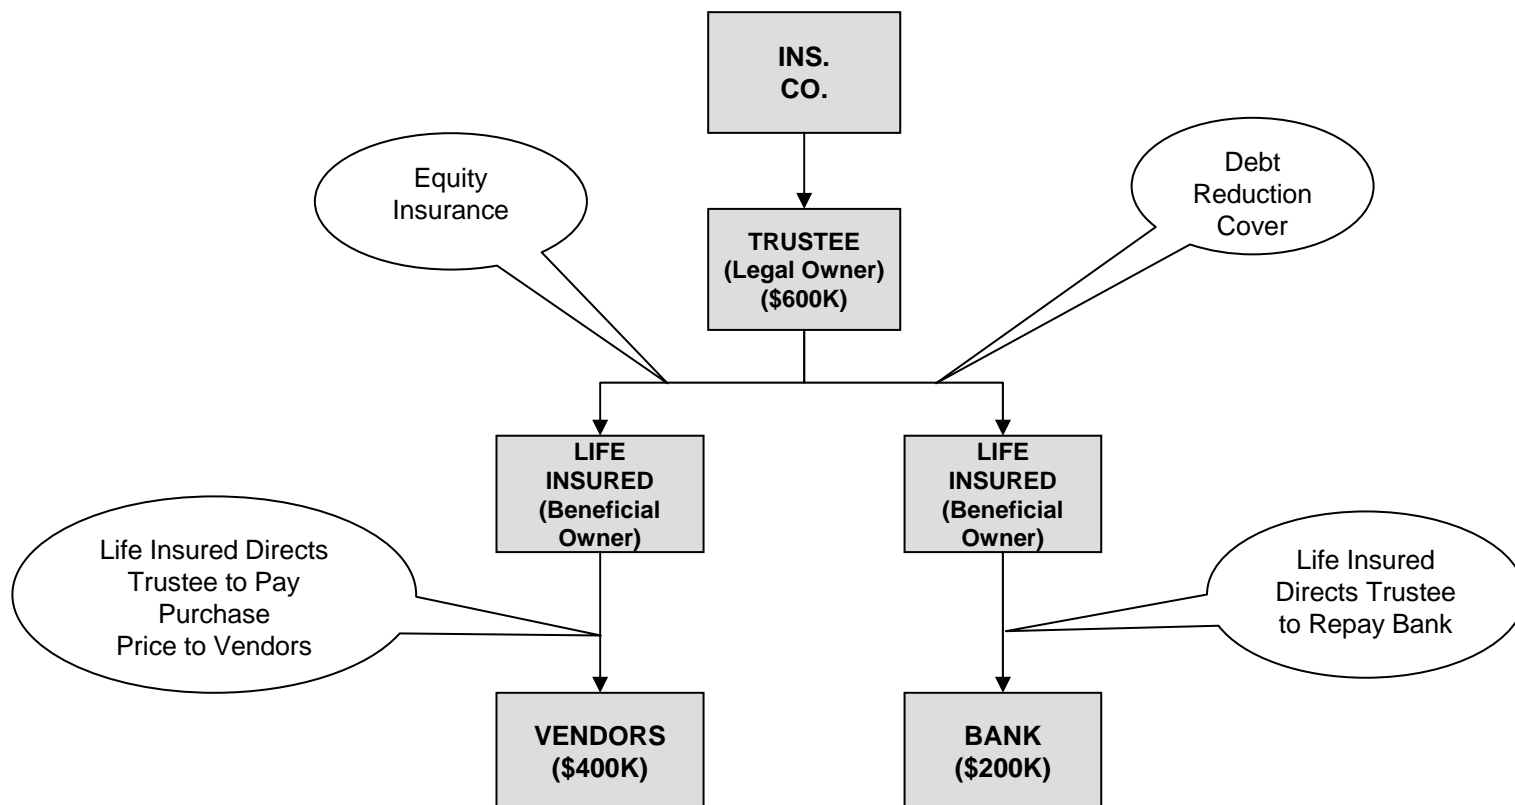 INS.
CO.
Equity
Insurance
Debt
Reduction
Cover
TRUSTEE
(Legal Owner)
($600K)
LIFE
INSURED
(Beneficial
Owner)
LIFE
INSURED
(Beneficial
Owner)
Life Insured Directs
Trustee to Pay
Purchase
Price to Vendors
Life Insured
Directs Trustee
to Repay Bank
VENDORS
($400K)
BANK
($200K)